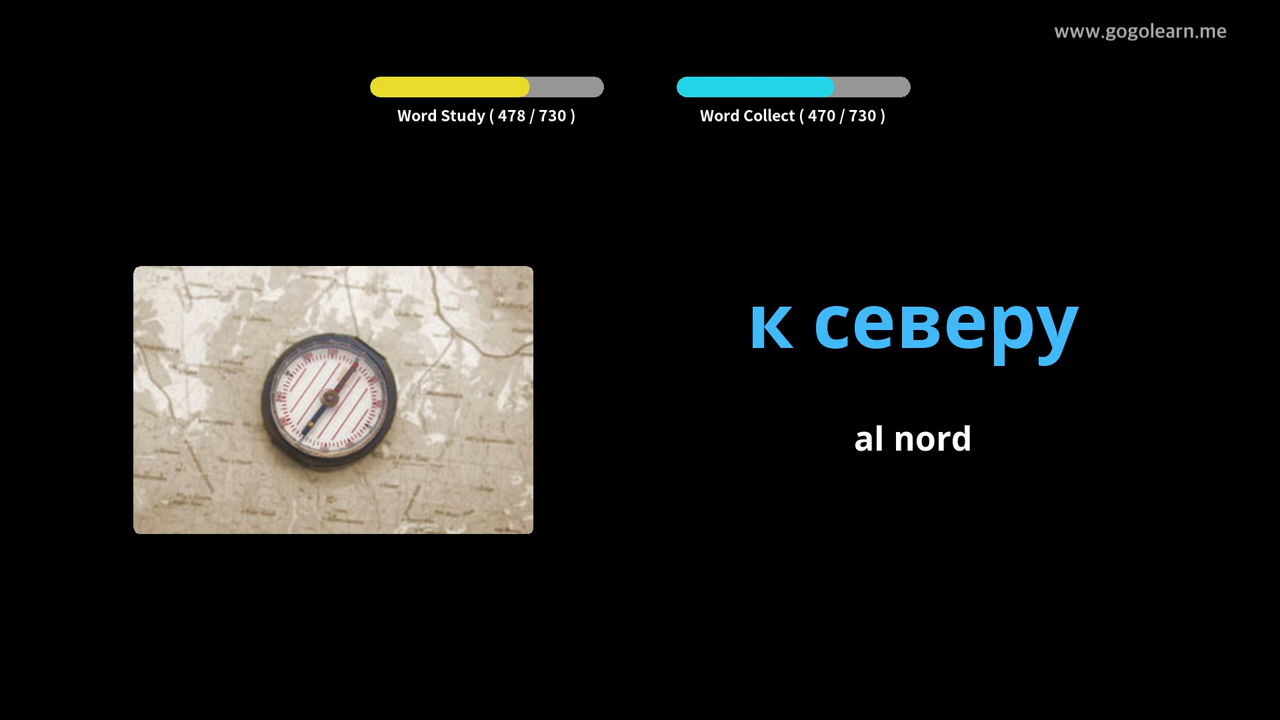 www.gogolearn.me
Word Study ( 478 / 730 )
Word Collect ( 470 / 730 )
к северу
al nord